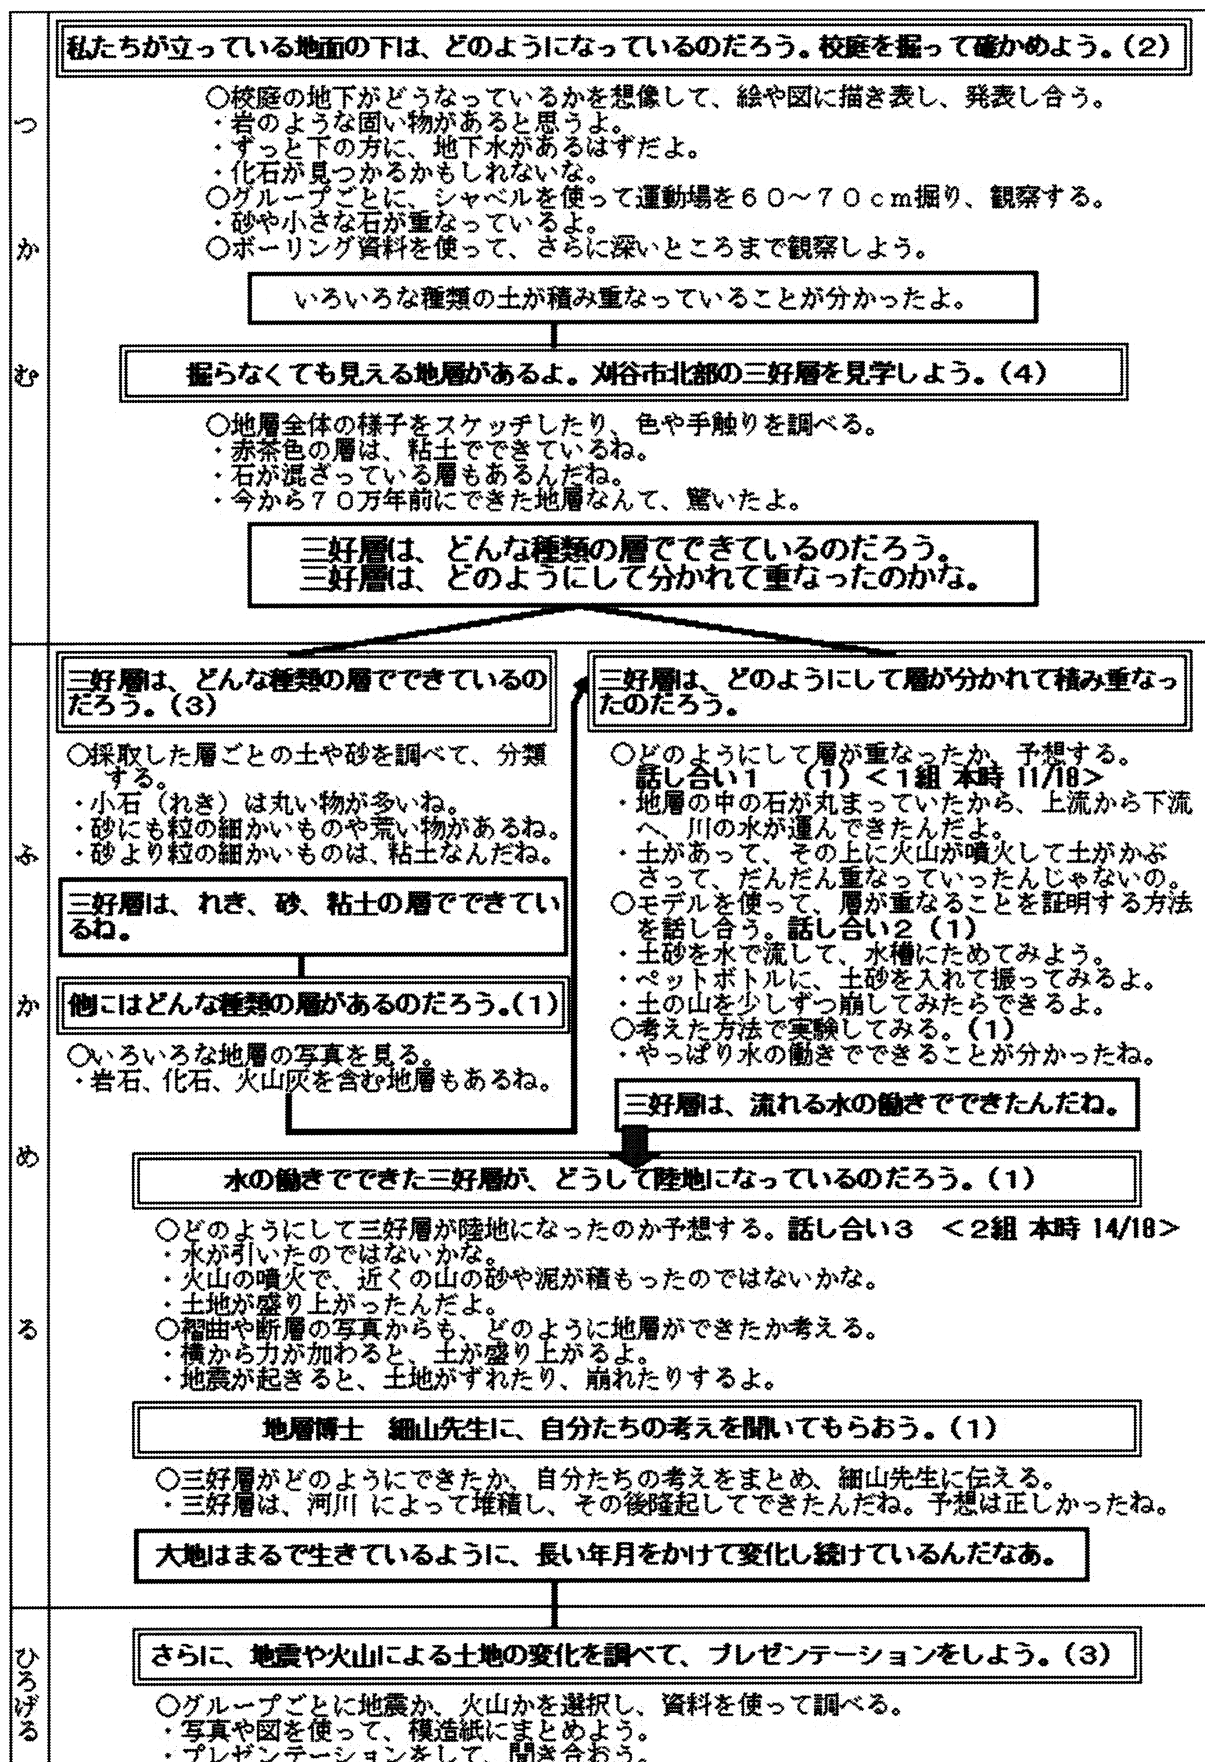 私たちが立っている地面の下は、どのようになっているのだろう。校庭を掘って確かめよう。(2)
○校庭の地下がどうなっているかを想像して、絵や図に描き表し、発表し合う。
・岩のような固い物があると思うよ。
・ずっと下の方に、地下水があるはずだよ。
・化石が見つかるかもしれないな。
○グループごとに、シャベルを使って運動場を60~70cm掘り、観察する。
・砂や小さな石が重なっているよ。
○ボーリング資料を使って、さらに深いところまで観察しよう。
いろいろな種類の土が積み重なっていることが分かったよ。
つかむ
掘らなくても見える地層があるよ。刈谷市北部の三好層を見学しよう。(4)
○地層全体の様子をスケッチしたり、色や手触りを調べる。
・赤茶色の層は、粘土でできているね。
・石が混ざっている層もあるんだね。
・今から70万年前にできた地層なんて、驚いたよ。
三好層は、どんな種類の層でできているのだろう。
三好層は、どのようにして分かれて重なったのかな。
ふかめる
三好層は、どんな種類の層でできているの
だろう。(3)
○採取した層ごとの土や砂を調べて、分類
する。
・小石(れき)は丸い物が多いね。
・砂にも粒の細かいものや荒い物があるね。
・砂より粒の細かいものは、粘土なんだね。
三好層は、れき、砂、粘土の層でできてい
るね。
他にはどんな種類の層があるのだろう。(1)
○いろいろな地層の写真を見る。
・岩石、化石、火山灰を含む地層もあるね。
三好層は、どのようにして層が分かれて積み重なっ
たのだろう。
○どのようにして層が重なったか、予想する。
話し合い1 (1)<1組 本時 11/18>
・地層の中の石が丸まっていたから、上流から下流
へ、川の水が運んできたんだよ。
・土があって、その上に火山が噴火して土がかぶ
さって、だんだん重なっていったんじゃないの。
○モデルを使って、層が重なることを証明する方法
を話し合う。話し合い2 (1)
・土砂を水で流して、水槽にためてみよう。
・ペットボトルに、土砂を入れて振ってみるよ。
・土の山を少しずつ崩してみたらできるよ。
○考えた方法で実験してみる。(1)
・やっぱり水の働きでできることが分かったね。
三好層は、流れる水の働きでできたんだね。
水の働きでできた三好層が、どうして陸地になっているのだろう。(1)
○どのようにして三好層が陸地になったのか予想する。話し合い3 <2組 本時 14/18>
・水が引いたのではないかな。
・火山の噴火で、近くの山の砂や泥が積もったのではないかな。
・土地が盛り上がったんだよ。
○褶曲や断層の写真からも、どのように地層ができたか考える。
・横から力が加わると、土が盛り上がるよ。
・地震が起きると、土地がずれたり、崩れたりするよ。
地層博士 細山先生に、自分たちの考えを聞いてもらおう。(1)
○三好層がどのようにできたか、自分たちの考えをまとめ、細山先生に伝える。
・三好層は、河川 によって堆積し、その後隆起してできたんだね。予想は正しかったね。
大地はまるで生きているように、長い年月をかけて変化し続けているんだなあ。
ひろげる
さらに、地震や火山による土地の変化を調べて、プレゼンテーションをしよう。(3)
○グループごとに地震か、火山かを選択し、資料を使って調べる。
・写真や図を使って、模造紙にまとめよう。
・プレゼンテーションをして、聞き合おう。